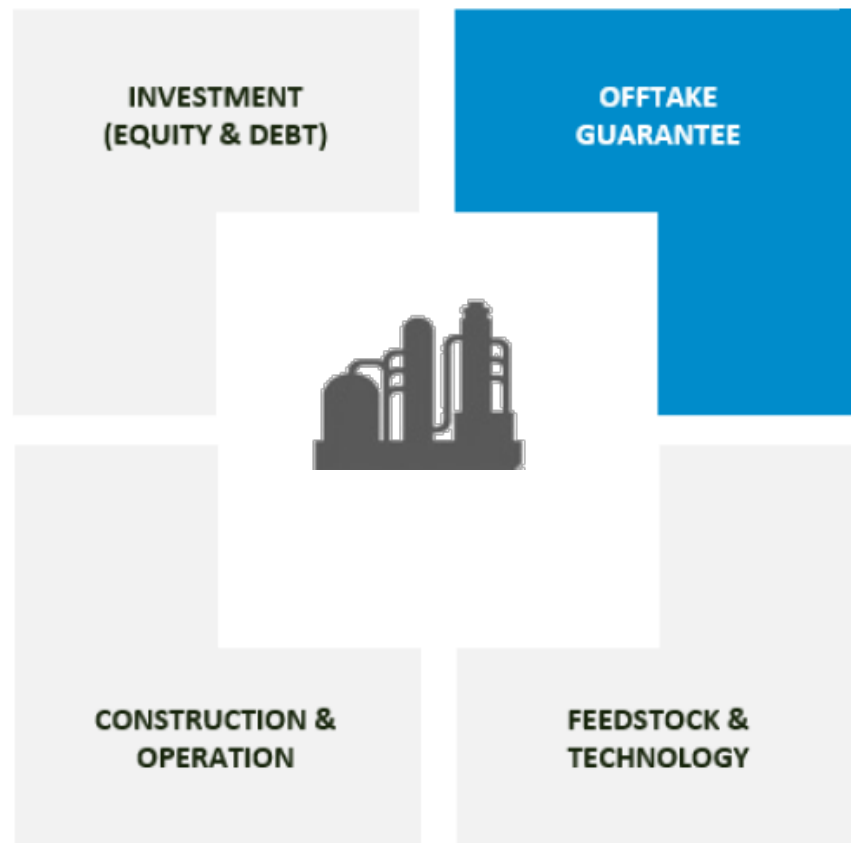 INVESTMENT
(EQUITY & DEBT)
OFFTAKE
GUARANTEE
CONSTRUCTION &
OPERATION
FEEDSTOCK &
TECHNOLOGY